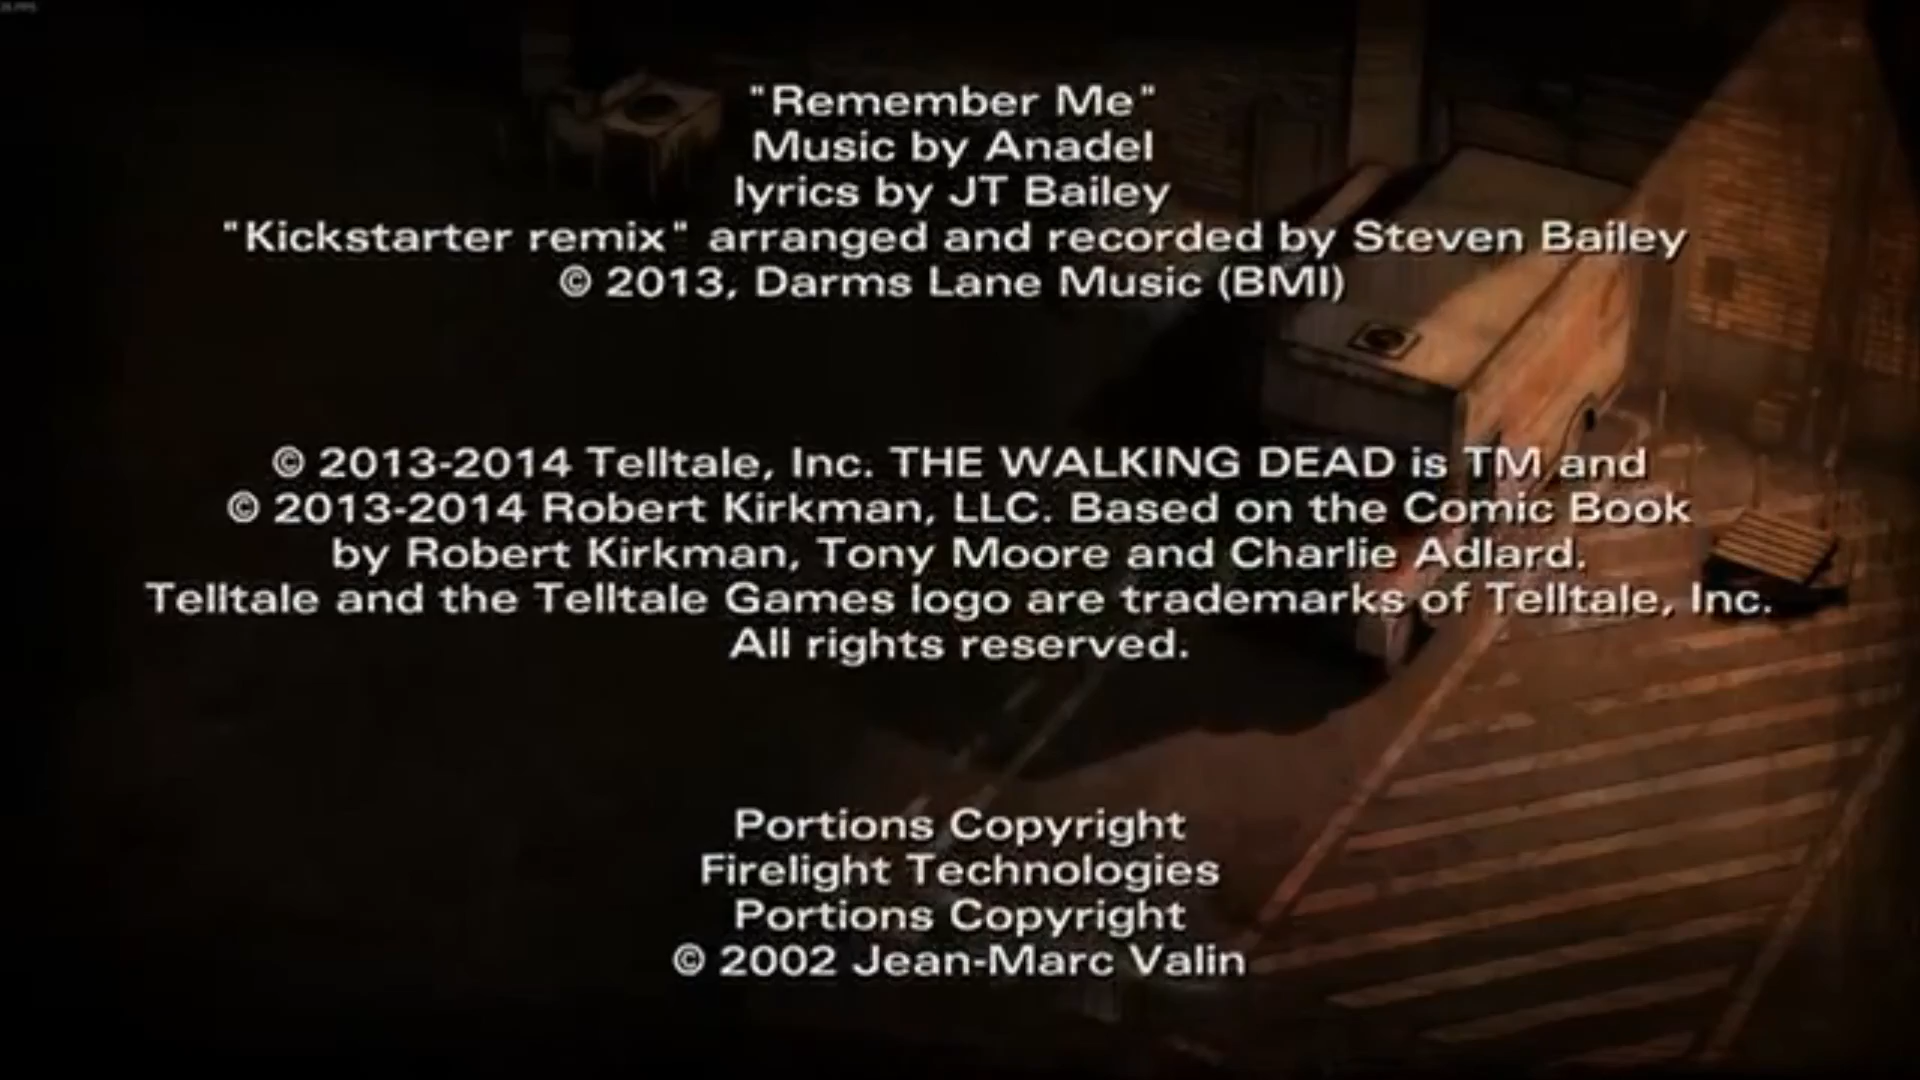 "Remember Me"
Music by Anadel
lyrics by JT Bailey
"Kickstarter remix" arranged and recorded by Steven Bailey
© 2013, Darms Lane Music (BMI)
© 2013-2014 Telltale, Inc. THE WALKING DEAD is TM and
© 2013-2014 Robert Kirkman, LLC. Based on the Comic Book
by Robert Kirkman, Tony Moore and Charlie Adlard.
Telltale and the Telltale Games logo are trademarks of Telltale, Inc.
All rights reserved.
Portions Copyright
Firelight Technologies
Portions Copyright
© 2002 Jean-Marc Valin